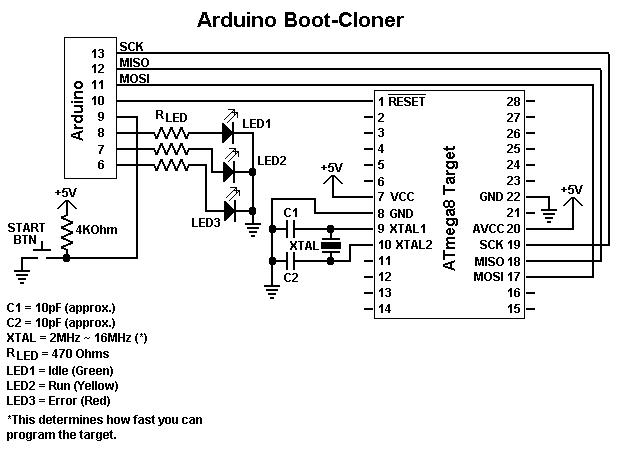 Arduino Boot-Cloner
Arduino
13 SCK
12 MISO
11 MOSI
10
9
8
7
6
RLED
LED1
LED2
LED3
+5V
4KOhm
START
BTN
ATmega8 Target
1 RESET
2
3
4
5
6
7 VCC
8 GND
9 XTAL1
10 XTAL2
11
12
13
14
28
27
26
25
24
23
GND 22
21
AVCC 20
SCK 19
MISO 18
MOSI 17
16
15
+5V
+5V
C1
XTAL
C2
C1 = 10pF (approx.)
C2 = 10pF (approx.)
XTAL = 2MHz ~ 16MHz (*)
RLED = 470 Ohms
LED1 = Idle (Green)
LED2 = Run (Yellow)
LED3 = Error (Red)
*This determines how fast you can
program the target.